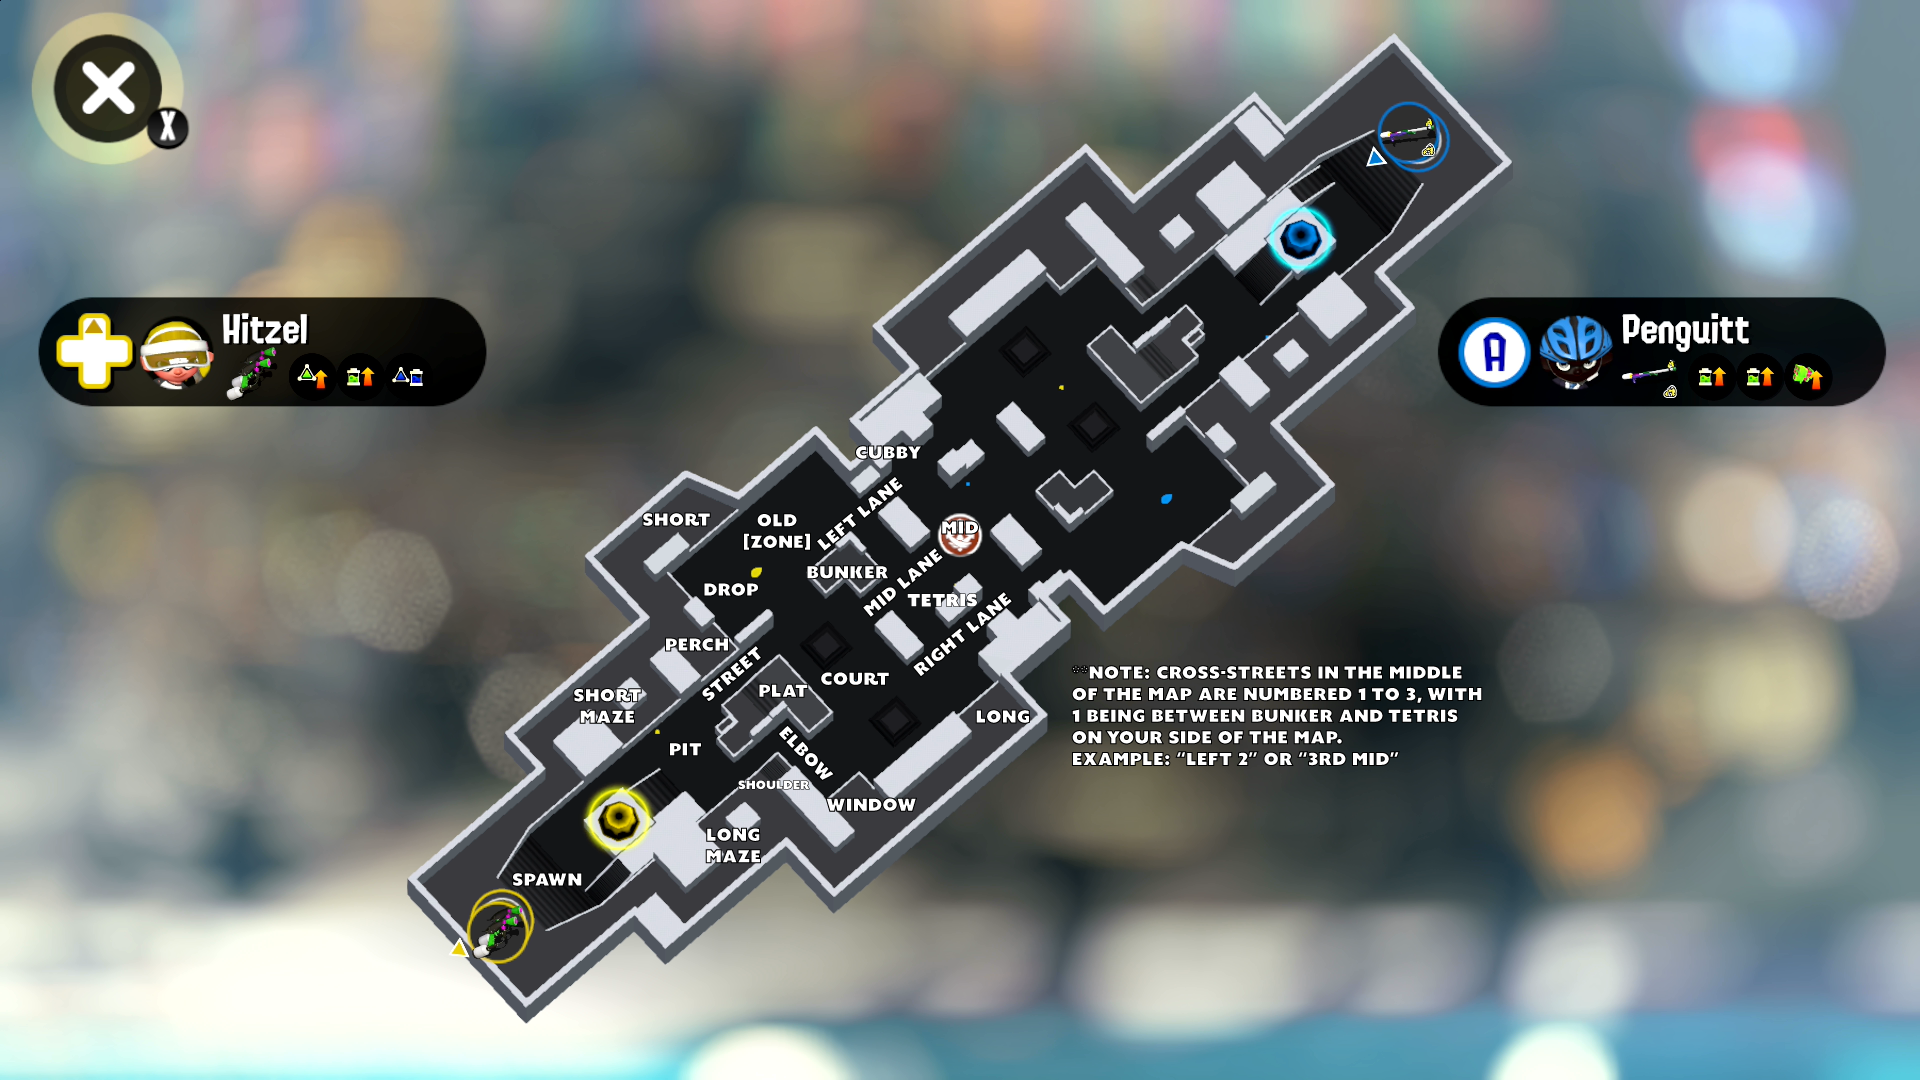 X
Hitzel
Penguitt
A
CUBBY
LEFT LANE
SHORT
OLD
[ZONE]
MID
BUNKER
DROP
MID LANE
TETRIS
RIGHT LANE
PERCH
STREET
COURT
PLAT
SHORT
MAZE
LONG
PIT
ELBOW
SHOULDER
WINDOW
LONG
MAZE
SPAWN
**NOTE: CROSS-STREETS IN THE MIDDLE
OF THE MAP ARE NUMBERED 1 TO 3, WITH
1 BEING BETWEEN BUNKER AND TETRIS
ON YOUR SIDE OF THE MAP.
EXAMPLE: "LEFT 2" OR "3RD MID"